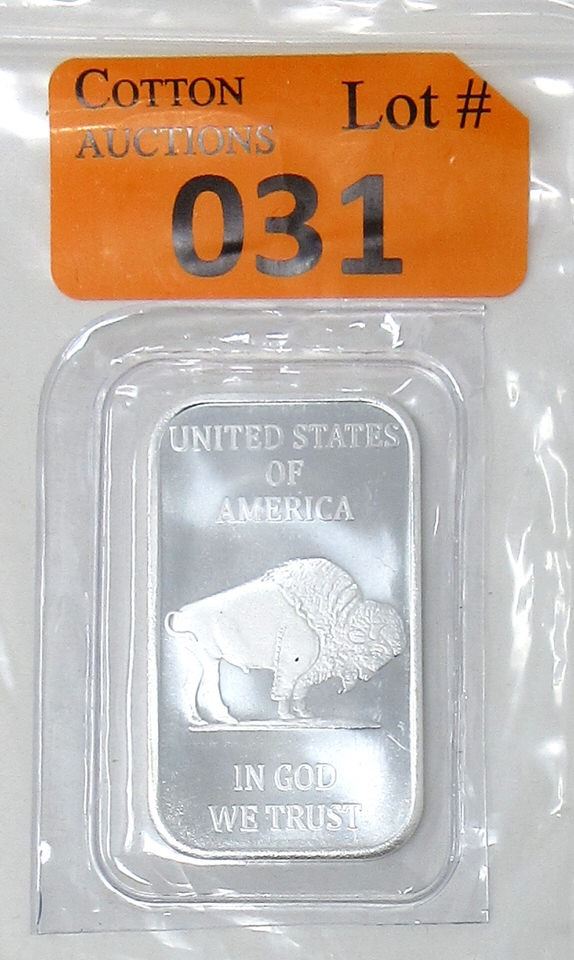 COTTON
AUCTIONS
Lot #
031
UNITED STATES
OF
AMERICA
IN GOD
WE TRUST